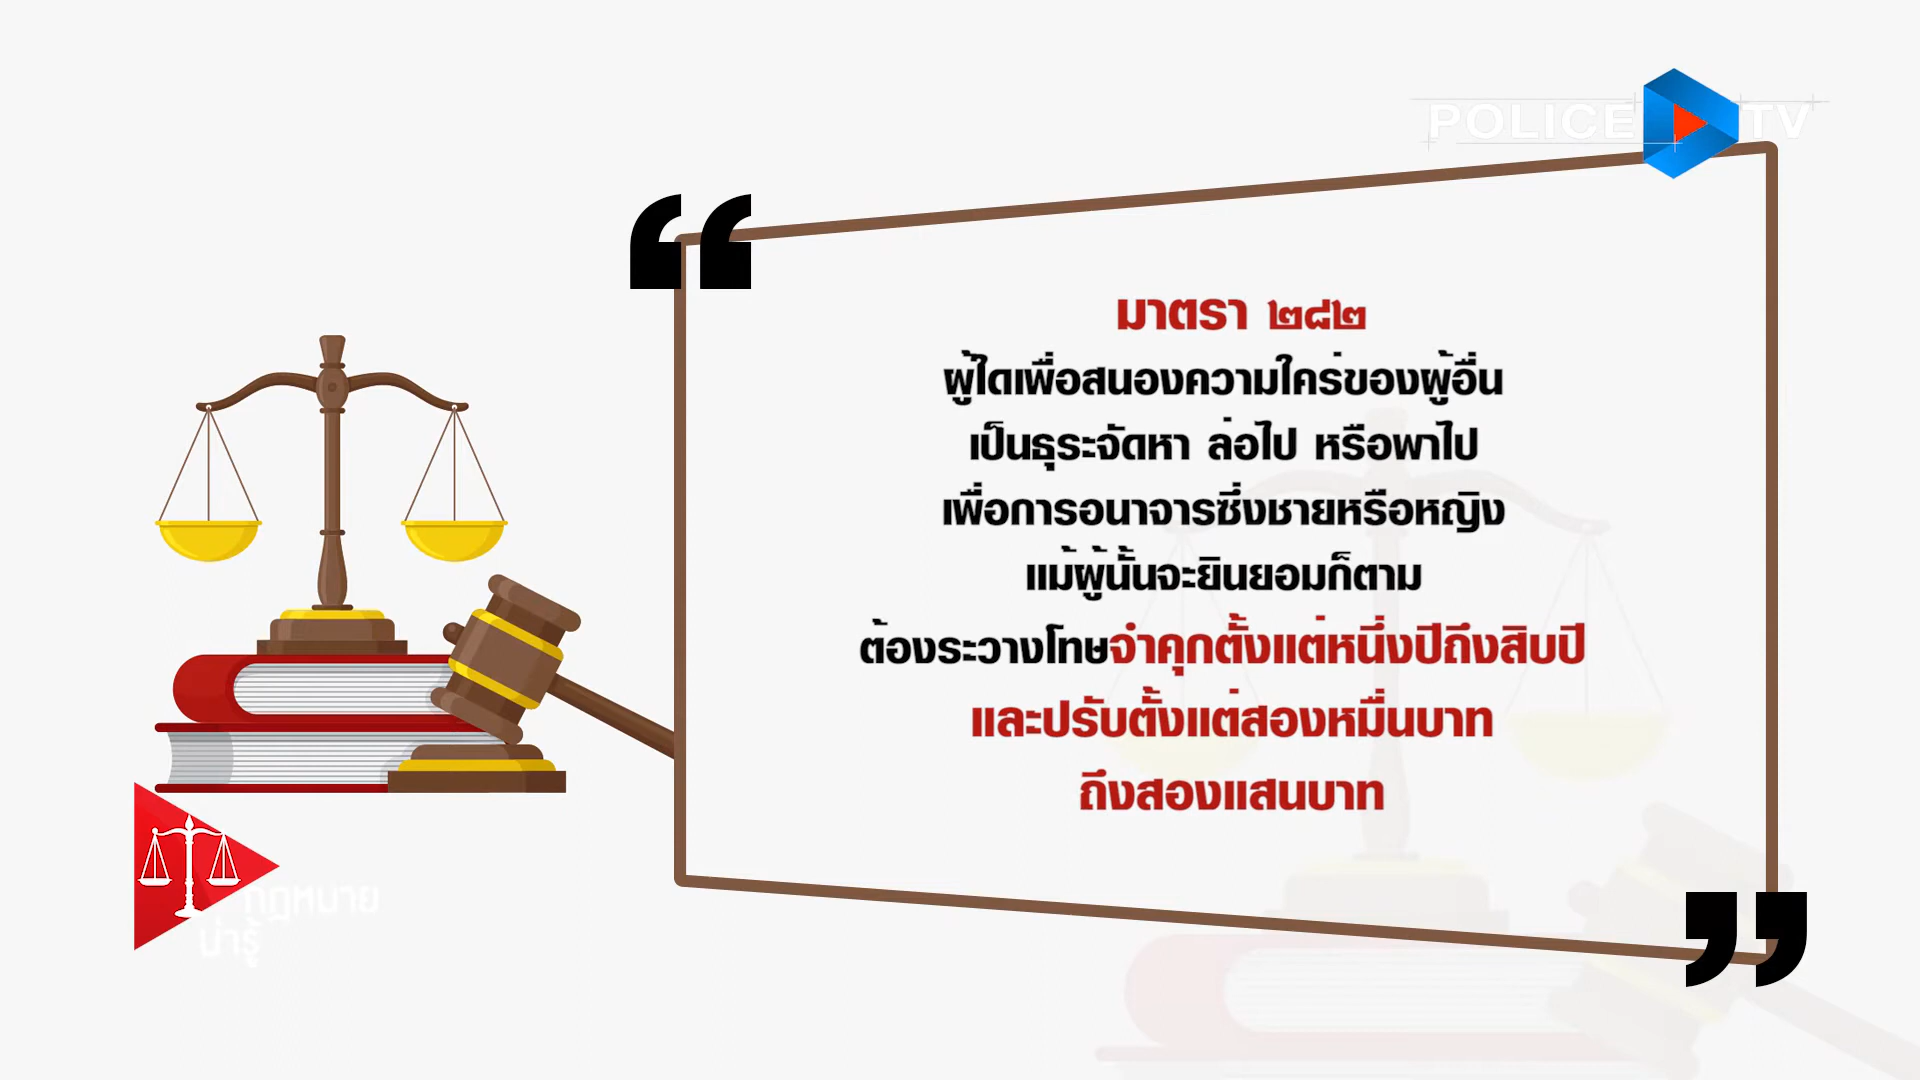 POLICE TV
มาตรา ๒๘๒
ผู้ใดเพื่อสนองความใคร่ของผู้อื่น
เป็นธุระจัดหา ล่อไป หรือพาไป
เพื่อการอนาจารซึ่งชายหรือหญิง
แม้ผู้นั้นจะยินยอมก็ตาม
ต้องระวางโทษจำคุกตั้งแต่หนึ่งปีถึงสิบปี
และปรับตั้งแต่สองหมื่นบาท
ถึงสองแสนบาท
กฎหมาย
น่ารู้